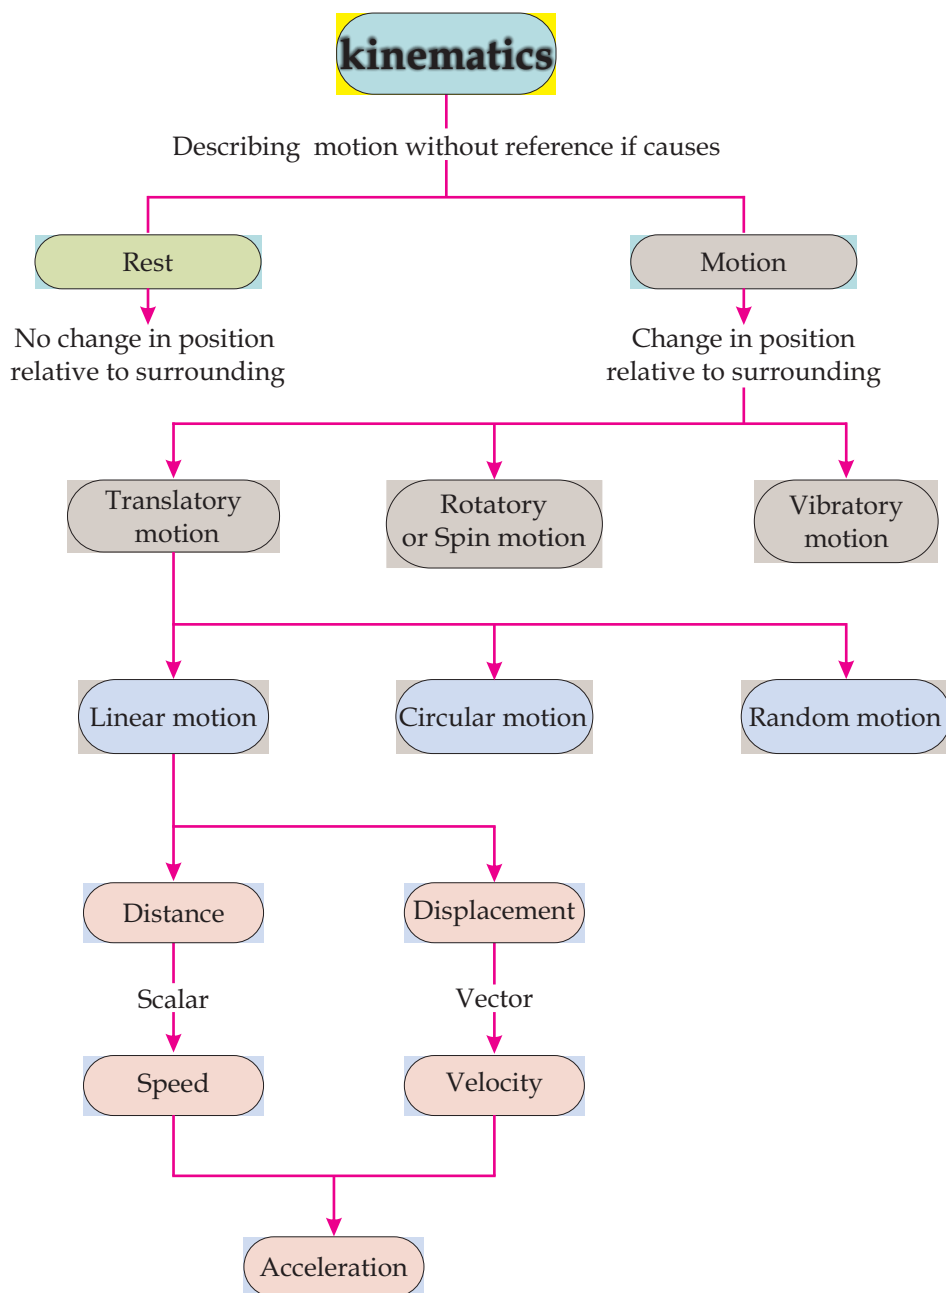 kinematics
Describing motion without reference if causes
Rest
Motion
No change in position
relative to surrounding
Change in position
relative to surrounding
Translatory
motion
Rotatory
or Spin motion
Vibratory
motion
Linear motion
Circular motion
Random motion
Distance
Displacement
Scalar
Vector
Speed
Velocity
Acceleration